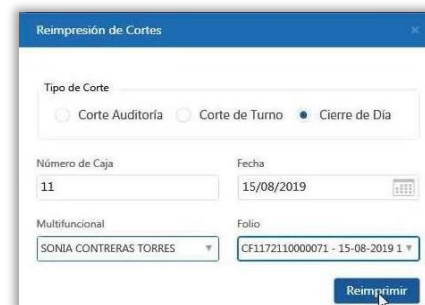 Reimpresión de Cortes
Tipo de Corte
Corte Auditoría Corte de Turno Cierre de Día
Número de Caja Fecha
11 15/08/2019
Multifuncional Folio
SONIA CONTRERAS TORRES CF1172110000071 - 15-08-2019 1
Reimprimir